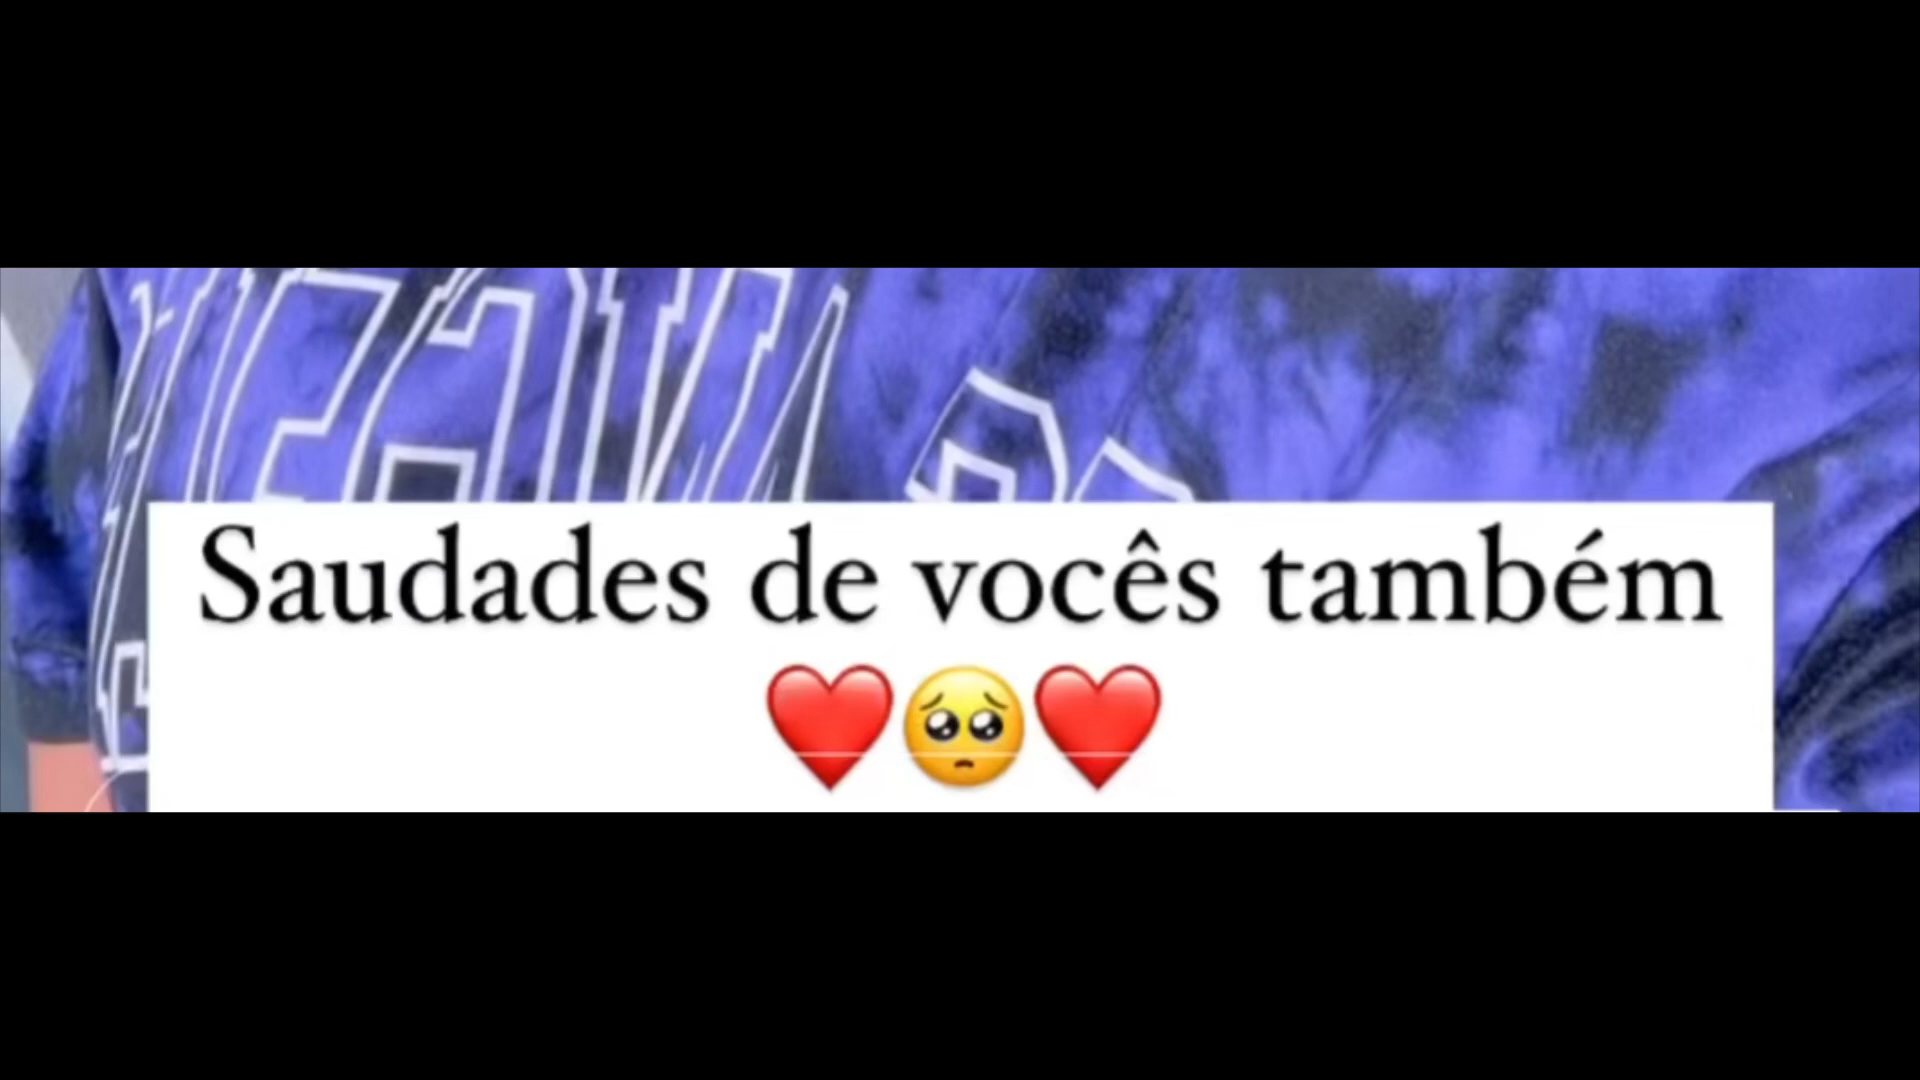 Saudades de vocês também
❤️🥺❤️